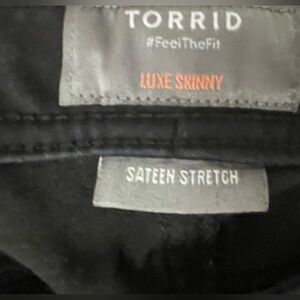 TORRID
#FeelTheFit
LUXE SKINNY
SATEEN STRETCH